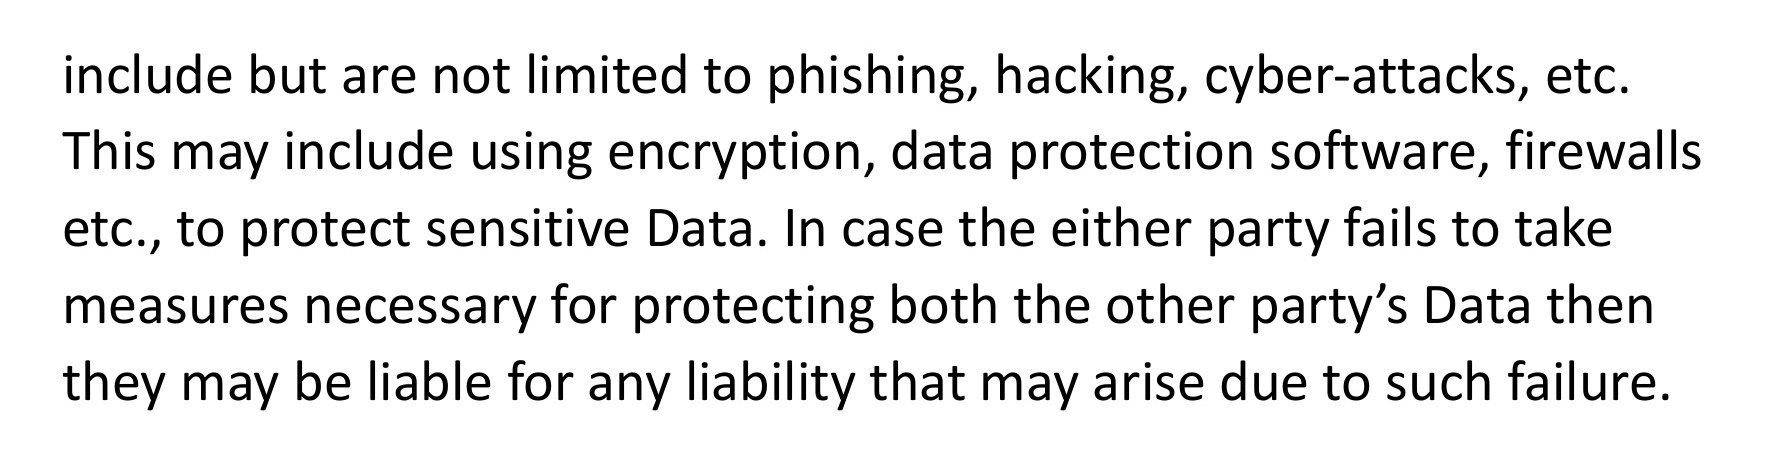 include but are not limited to phishing, hacking, cyber-attacks, etc.
This may include using encryption, data protection software, firewalls
etc., to protect sensitive Data. In case the either party fails to take
measures necessary for protecting both the other party’s Data then
they may be liable for any liability that may arise due to such failure.